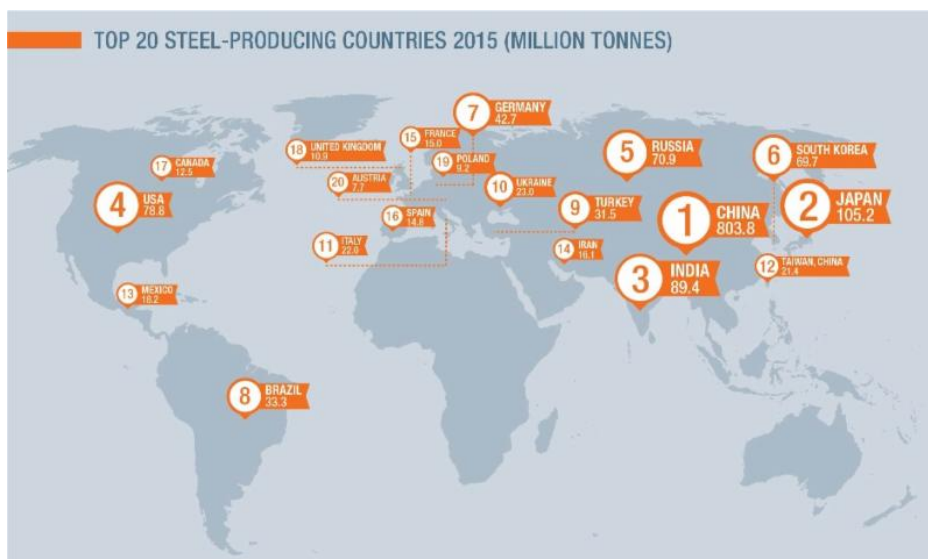 TOP 20 STEEL-PRODUCING COUNTRIES 2015 (MILLION TONNES)
7
GERMANY
42.7
15
FRANCE
15.0
18
UNITED KINGDOM
10.9
19
POLAND
9.2
17
CANADA
12.5
5
RUSSIA
70.9
6
SOUTH KOREA
69.7
20
AUSTRIA
7.7
10
UKRAINE
23.0
4
USA
78.8
16
SPAIN
14.8
9
TURKEY
31.5
1
CHINA
803.8
2
JAPAN
105.2
11
ITALY
22.0
14
IRAN
16.1
12
TAIWAN, CHINA
21.4
3
INDIA
89.4
13
MEXICO
18.2
8
BRAZIL
33.3